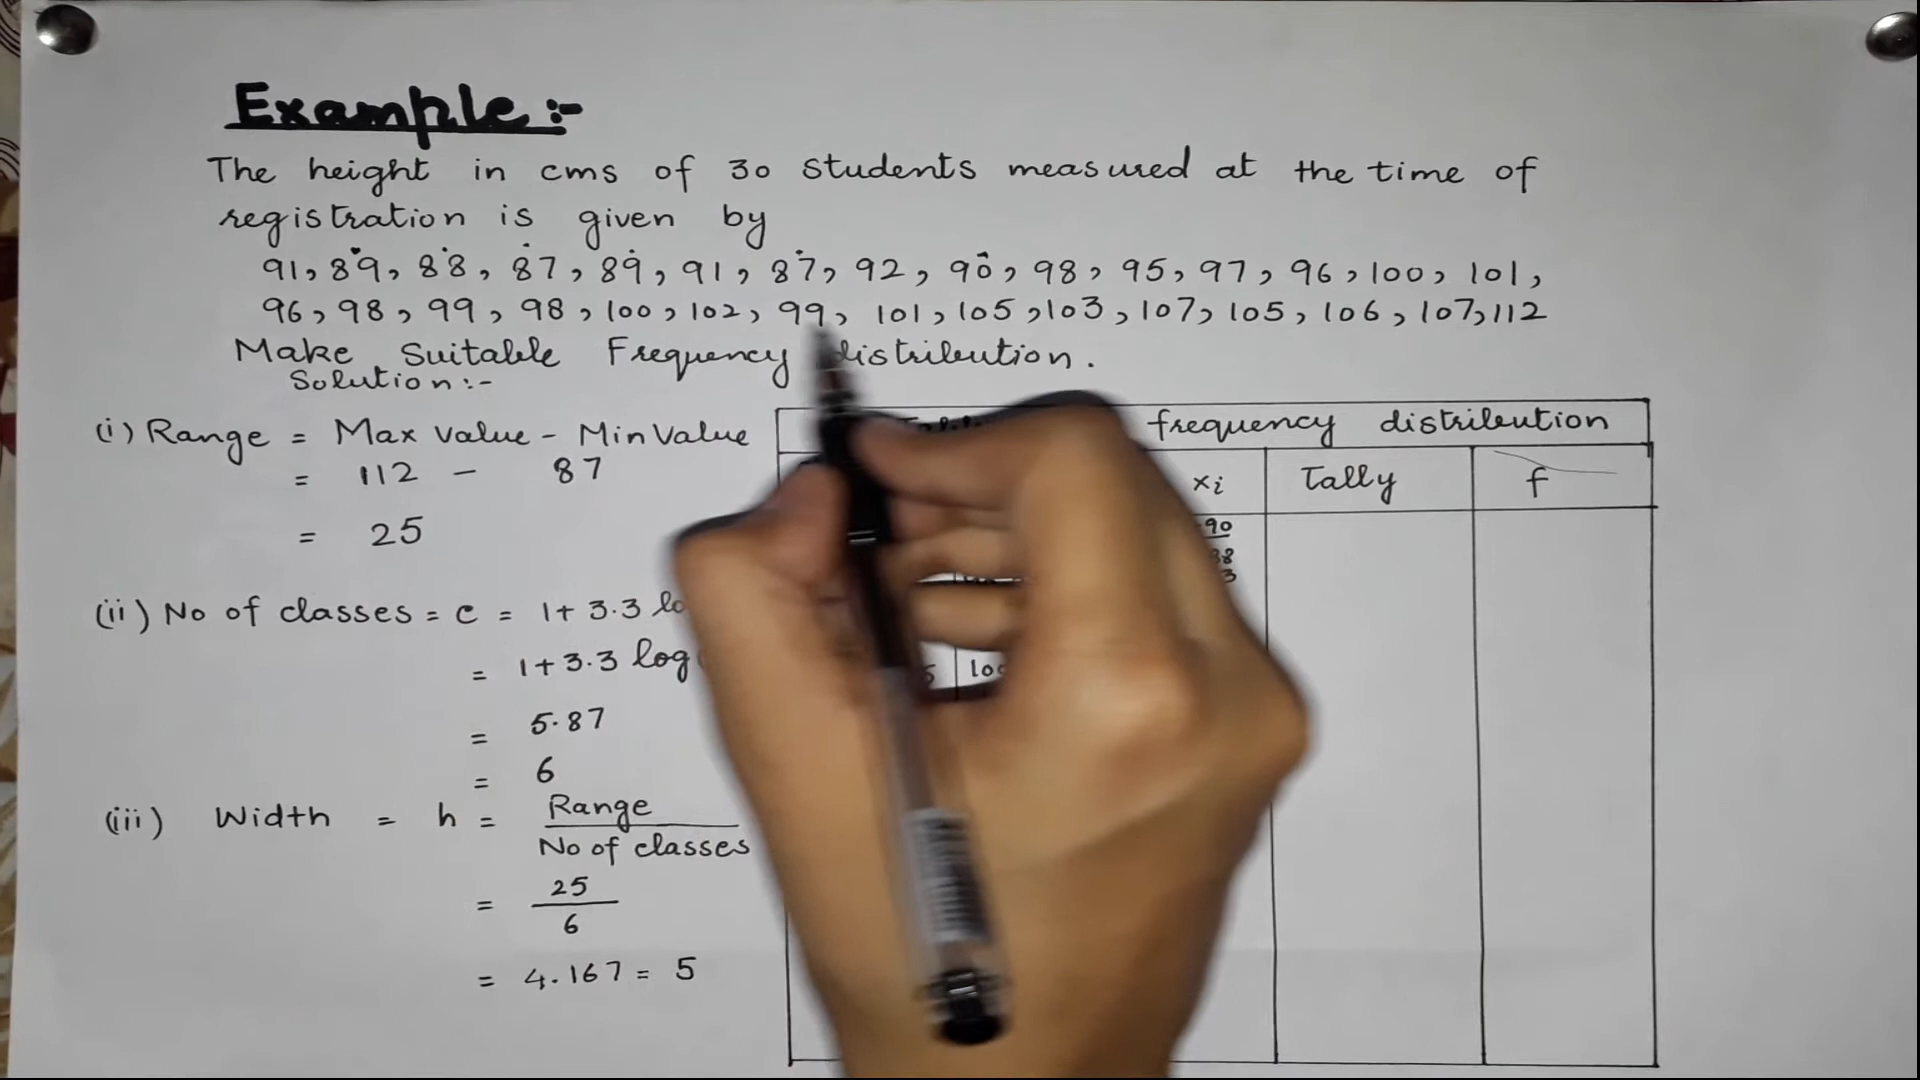 Example:-
The height in cms of 30 students measured at the time of
registration is given by
91, 89, 88, 87, 89, 91, 87, 92, 90, 98, 95, 97, 96, 100, 101,
96, 98, 99, 98, 100, 102, 99, 101, 105, 103, 107, 105, 106, 107, 112
Make Suitable Frequency distribution.
Solution:-
(i) Range = Max value - Min Value
= 112 - 87
= 25
(ii) No of classes = c = 1 + 3.3
= 1 + 3.3 log
= 5.87
= 6
(iii) Width = h = Range
No of classes
= 25
6
= 4.167 = 5
frequency distribution
xi Tally f
90